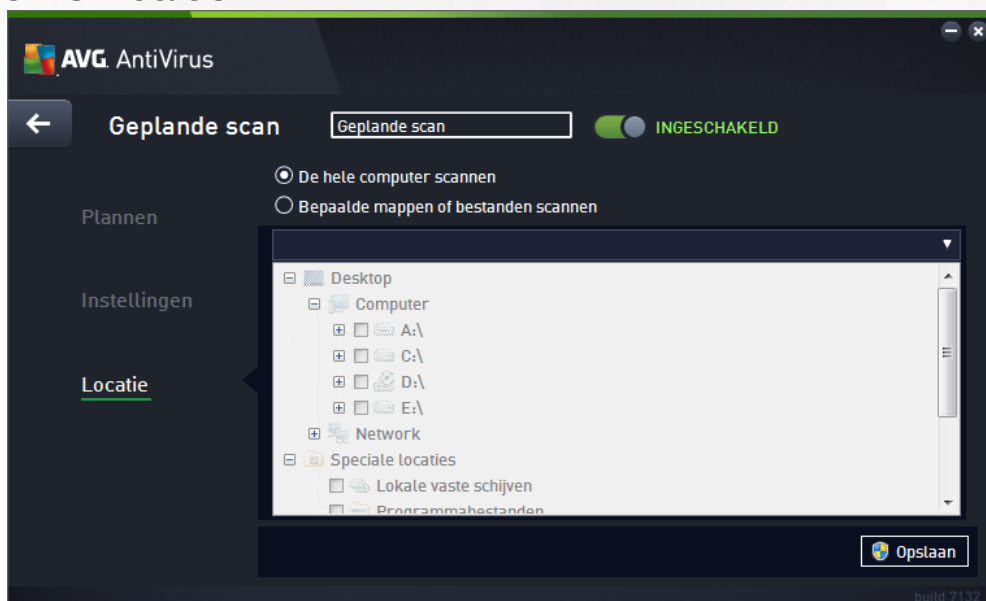 AVG. AntiVirus
Geplande scan
Geplande scan
INGESCHAKELD
De hele computer scannen
Bepaalde mappen of bestanden scannen
Plannen
Instellingen
Locatie
Desktop
Computer
A:\
C:\
D:\
E:\
Network
Speciale locaties
Lokale vaste schijven
Programmabestanden
Opslaan
build 7132